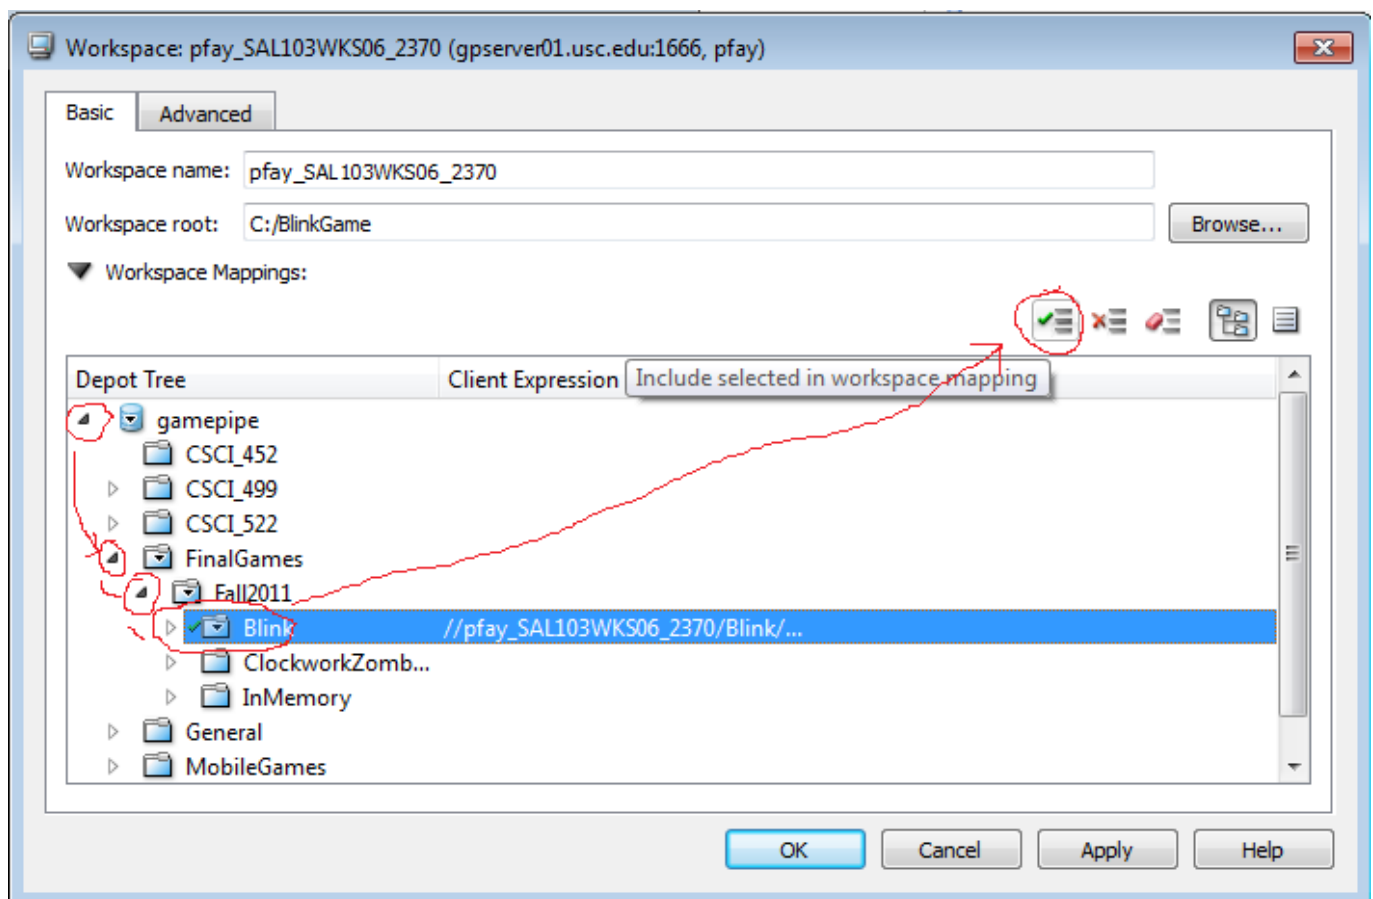 Workspace: pfay_SAL103WKS06_2370 (gpserver01.usc.edu:1666, pfay)
Basic Advanced
Workspace name: pfay_SAL103WKS06_2370
Workspace root: C:/BlinkGame Browse...
Workspace Mappings:
Depot Tree Client Expression Include selected in workspace mapping
gamepipe
CSCI_452
CSCI_499
CSCI_522
FinalGames
Fall2011
Blink //pfay_SAL103WKS06_2370/Blink/...
ClockworkZomb...
InMemory
General
MobileGames
OK Cancel Apply Help